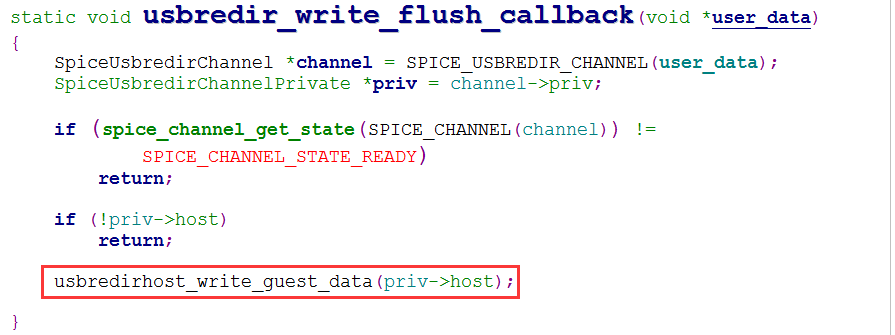 static void usbredir_write_flush_callback(void *user_data)
{
    SpiceUsbredirChannel *channel = SPICE_USBREDIR_CHANNEL(user_data);
    SpiceUsbredirChannelPrivate *priv = channel->priv;
    if (spice_channel_get_state(SPICE_CHANNEL(channel)) !=
            SPICE_CHANNEL_STATE_READY)
        return;
    if (!priv->host)
        return;
    usbredirhost_write_guest_data(priv->host);
}